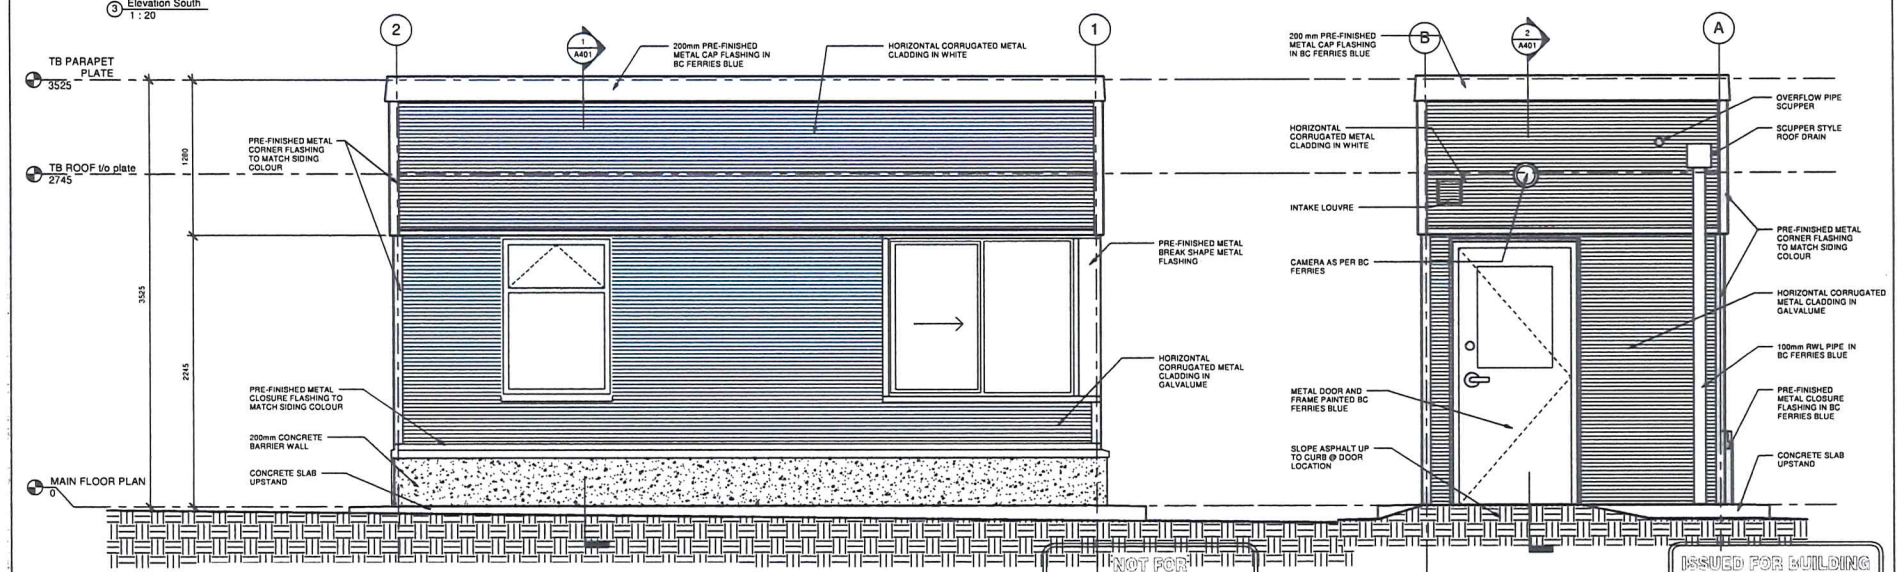 3
Elevation South
1 : 20
2
1
A401
200mm PRE-FINISHED
METAL CAP FLASHING IN
BC FERRIES BLUE
HORIZONTAL CORRUGATED METAL
CLADDING IN WHITE
1
200 mm PRE-FINISHED
METAL CAP FLASHING
IN BC FERRIES BLUE
B
2
A401
A
TB PARAPET
PLATE
3525
TB ROOF t/o plate
2745
MAIN FLOOR PLAN
0
3525
1280
2245
PRE-FINISHED METAL
CORNER FLASHING
TO MATCH SIDING
COLOUR
PRE-FINISHED METAL
CLOSURE FLASHING TO
MATCH SIDING COLOUR
200mm CONCRETE
BARRIER WALL
CONCRETE SLAB
UPSTAND
PRE-FINISHED METAL
BREAK SHAPE METAL
FLASHING
HORIZONTAL
CORRUGATED METAL
CLADDING IN
GALVALUME
HORIZONTAL
CORRUGATED METAL
CLADDING IN WHITE
INTAKE LOUVRE
CAMERA AS PER BC
FERRIES
METAL DOOR AND
FRAME PAINTED BC
FERRIES BLUE
SLOPE ASPHALT UP
TO CURB @ DOOR
LOCATION
OVERFLOW PIPE
SCUPPER
SCUPPER STYLE
ROOF DRAIN
PRE-FINISHED METAL
CORNER FLASHING
TO MATCH SIDING
COLOUR
HORIZONTAL CORRUGATED
METAL CLADDING IN
GALVALUME
100mm RWL PIPE IN
BC FERRIES BLUE
PRE-FINISHED
METAL CLOSURE
FLASHING IN BC
FERRIES BLUE
CONCRETE SLAB
UPSTAND
NOT FOR
ISSUED FOR BUILDING